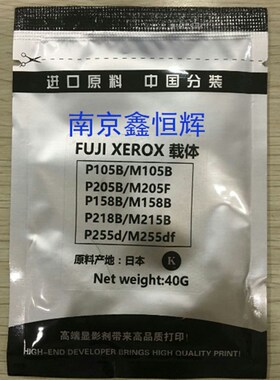 进口原料 中国分装
南京鑫恒辉
FUJI XEROX 载体
P105B/M105B
P205B/M205F
P158B/M158B
P218B/M215B
P255d/M255df
原料产地:日本 K
Net weight:40G
高端显影剂带来高品质打印!
HIGH-END DEVELOPER BRINGS HIGH QUALITY PRINT!